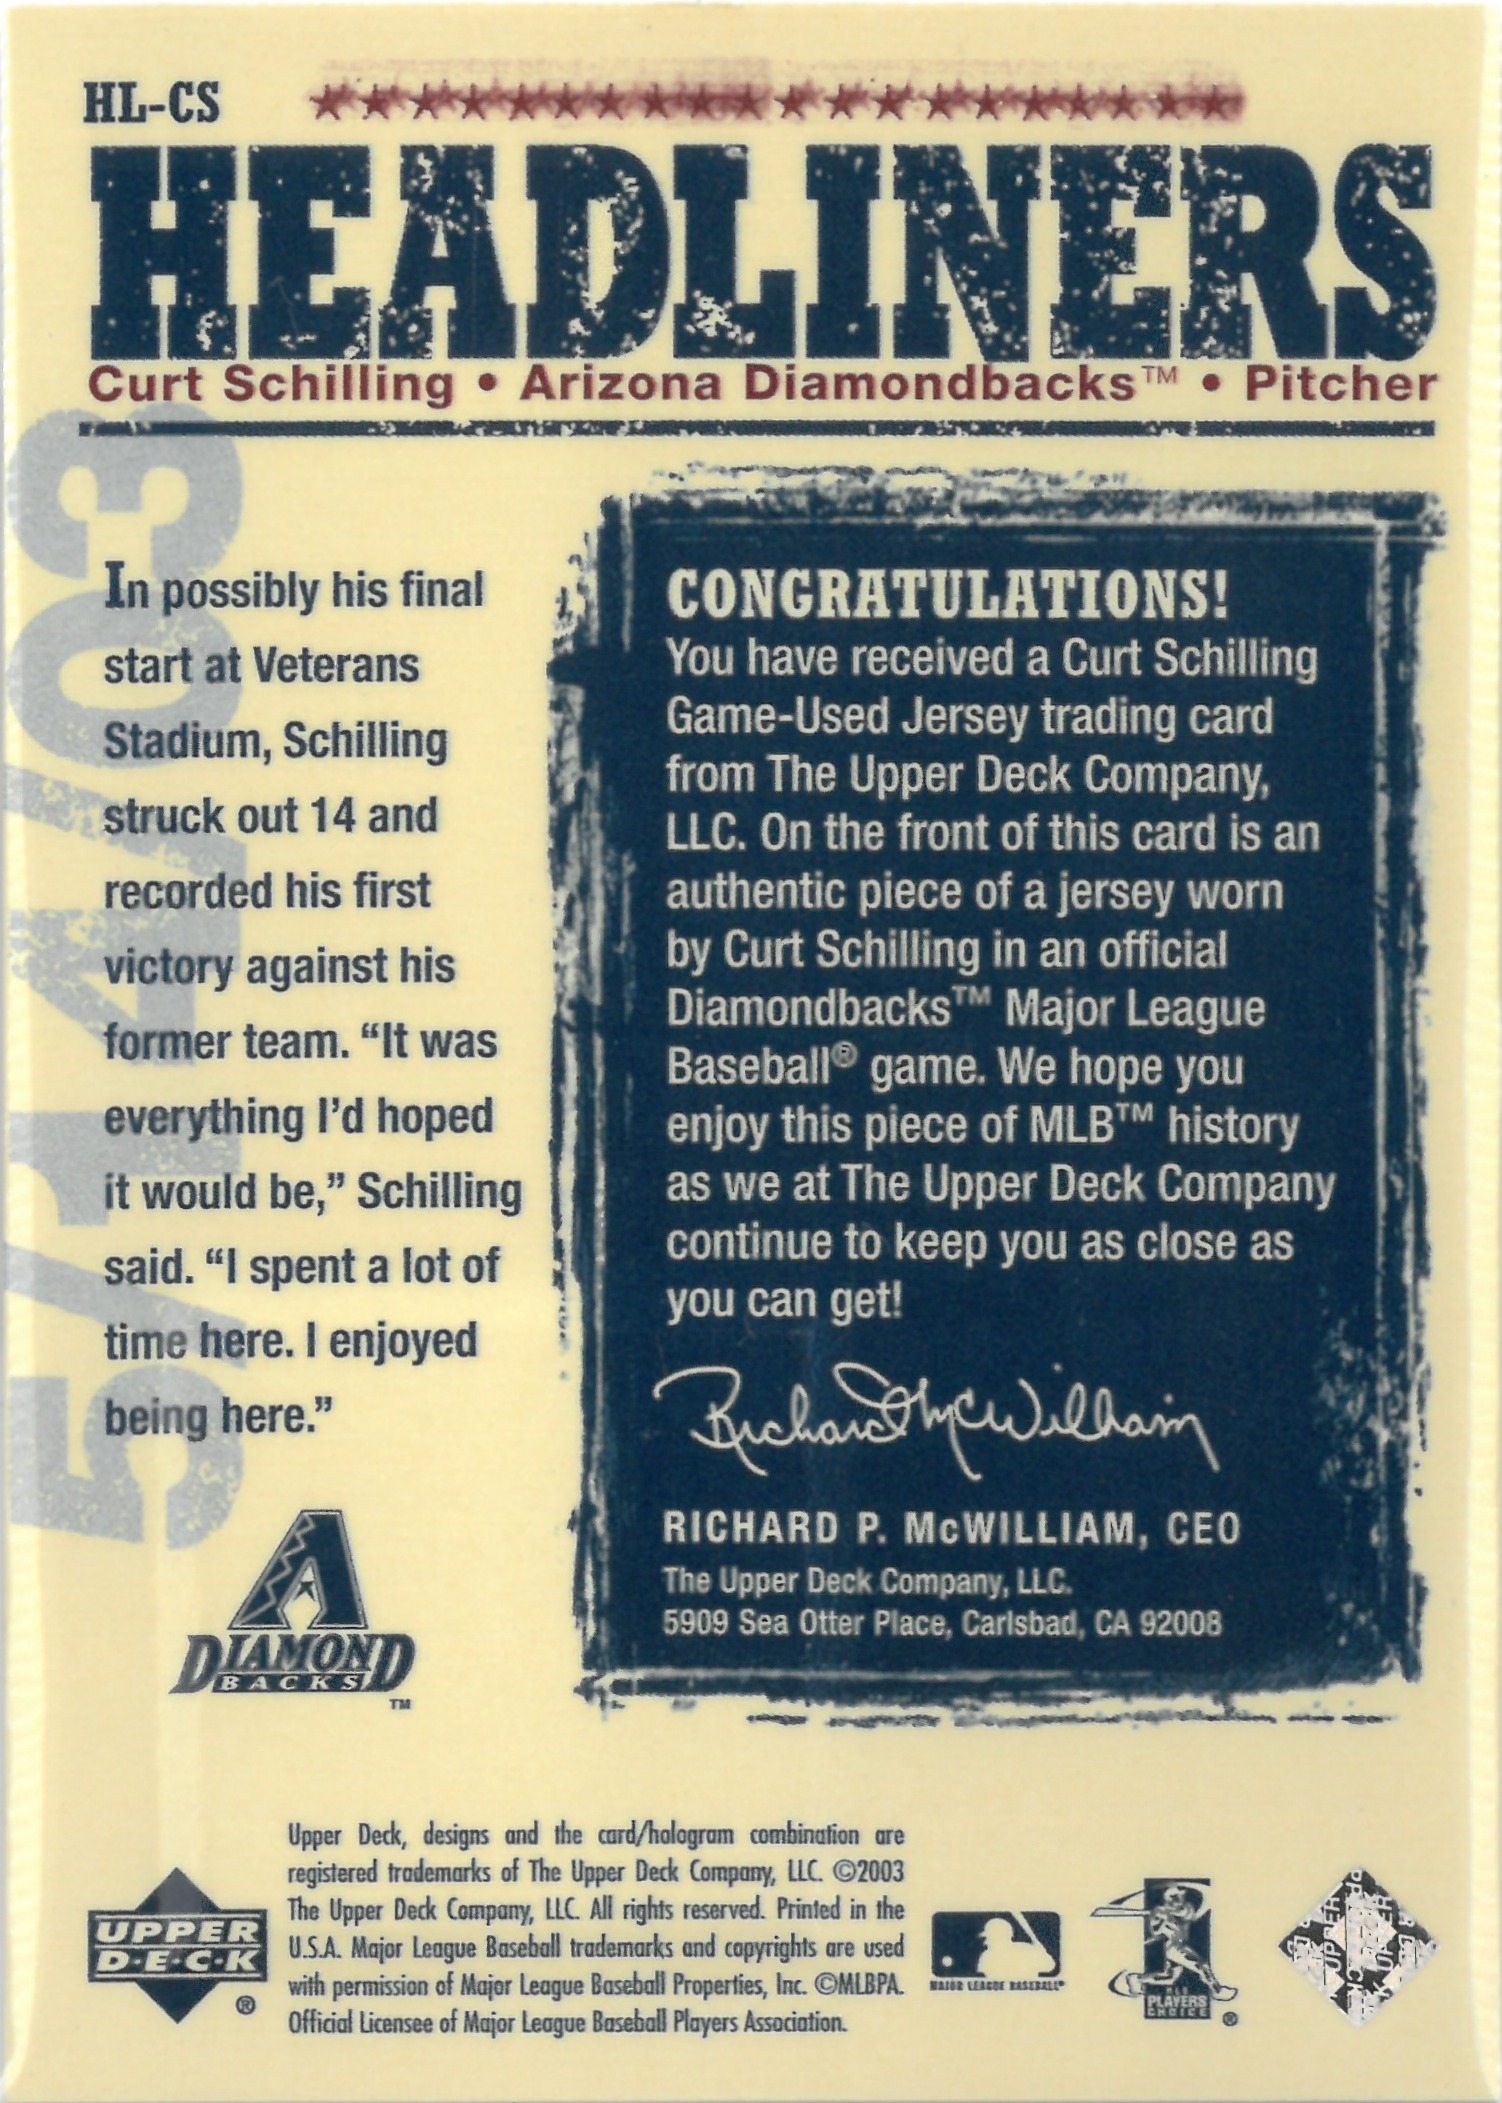 HL-CS
HEADLINERS
Curt Schilling • Arizona Diamondbacks™ • Pitcher
5/14/03
In possibly his final
start at Veterans
Stadium, Schilling
struck out 14 and
recorded his first
victory against his
former team. “It was
everything I’d hoped
it would be,” Schilling
said. “I spent a lot of
time here. I enjoyed
being here.”
DIAMOND
BACKS
™
CONGRATULATIONS!
You have received a Curt Schilling
Game-Used Jersey trading card
from The Upper Deck Company,
LLC. On the front of this card is an
authentic piece of a jersey worn
by Curt Schilling in an official
Diamondbacks™ Major League
Baseball® game. We hope you
enjoy this piece of MLB™ history
as we at The Upper Deck Company
continue to keep you as close as
you can get!
Richard McWilliam
RICHARD P. McWILLIAM, CEO
The Upper Deck Company, LLC.
5909 Sea Otter Place, Carlsbad, CA 92008
UPPER
D•E•C•K
®
Upper Deck, designs and the card/hologram combination are
registered trademarks of The Upper Deck Company, LLC. ©2003
The Upper Deck Company, LLC. All rights reserved. Printed in the
U.S.A. Major League Baseball trademarks and copyrights are used
with permission of Major League Baseball Properties, Inc. ©MLBPA.
Official Licensee of Major League Baseball Players Association.
MAJOR LEAGUE BASEBALL®
PLAYERS
CHOICE
®
UPPER